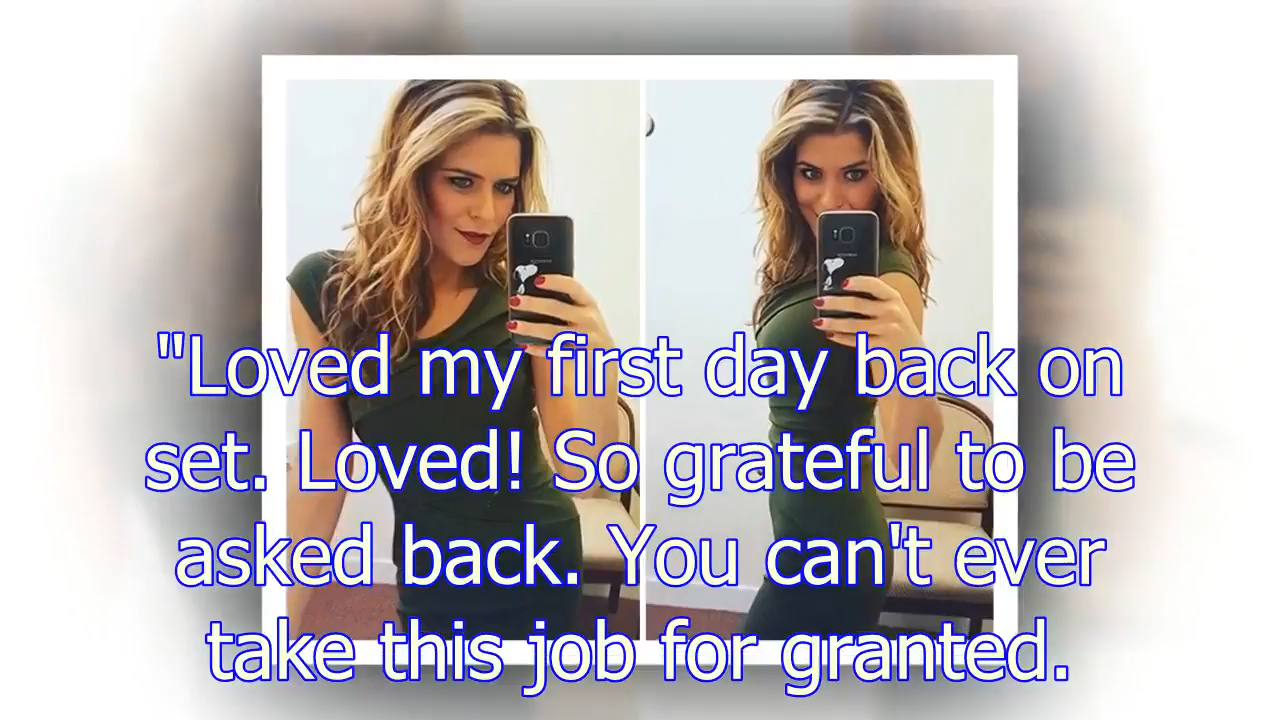 "Loved my first day back on
set. Loved! So grateful to be
asked back. You can't ever
take this job for granted.